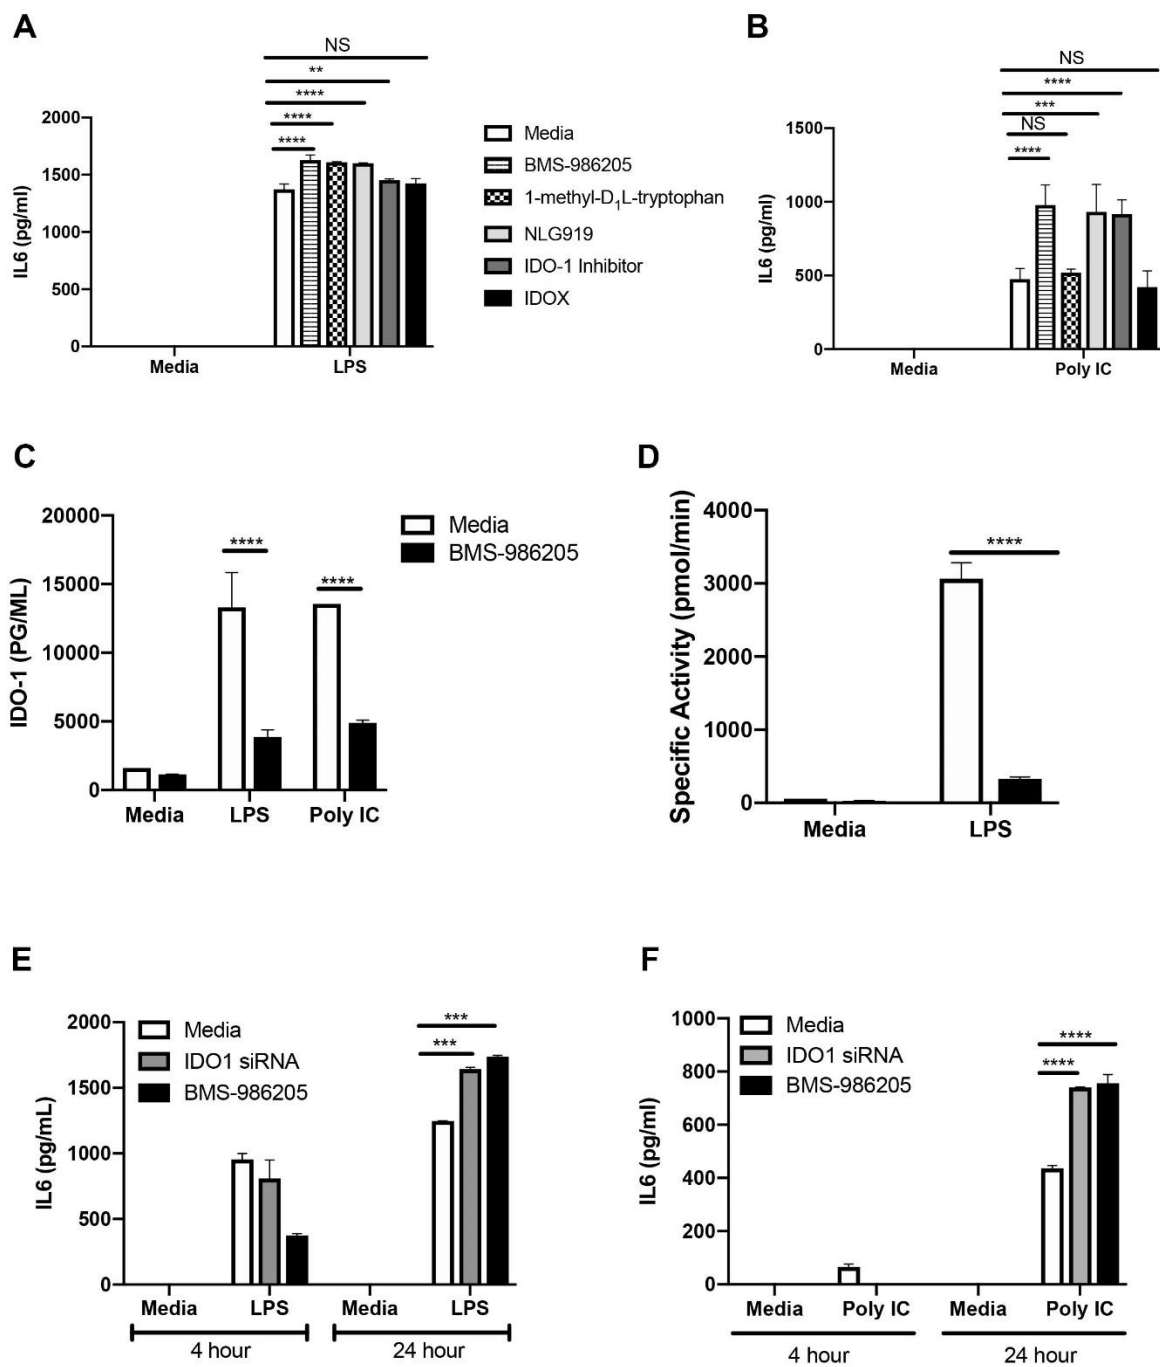 A
NS
**
****
****
****
2000
1500
1000
500
0
IL6 (pg/ml)
Media
LPS
Media
BMS-986205
1-methyl-D₁L-tryptophan
NLG919
IDO-1 Inhibitor
IDOX
B
NS
****
***
NS
****
1500
1000
500
0
IL6 (pg/ml)
Media
Poly IC
C
20000
15000
10000
5000
0
IDO-1 (PG/ML)
****
****
Media
LPS
Poly IC
Media
BMS-986205
D
4000
3000
2000
1000
0
Specific Activity (pmol/min)
****
Media
LPS
E
2000
1500
1000
500
0
IL6 (pg/mL)
Media
IDO1 siRNA
BMS-986205
***
***
Media
LPS
Media
LPS
4 hour
24 hour
F
1000
800
600
400
200
0
IL6 (pg/ml)
Media
IDO1 siRNA
BMS-986205
****
****
Media
Poly IC
Media
Poly IC
4 hour
24 hour